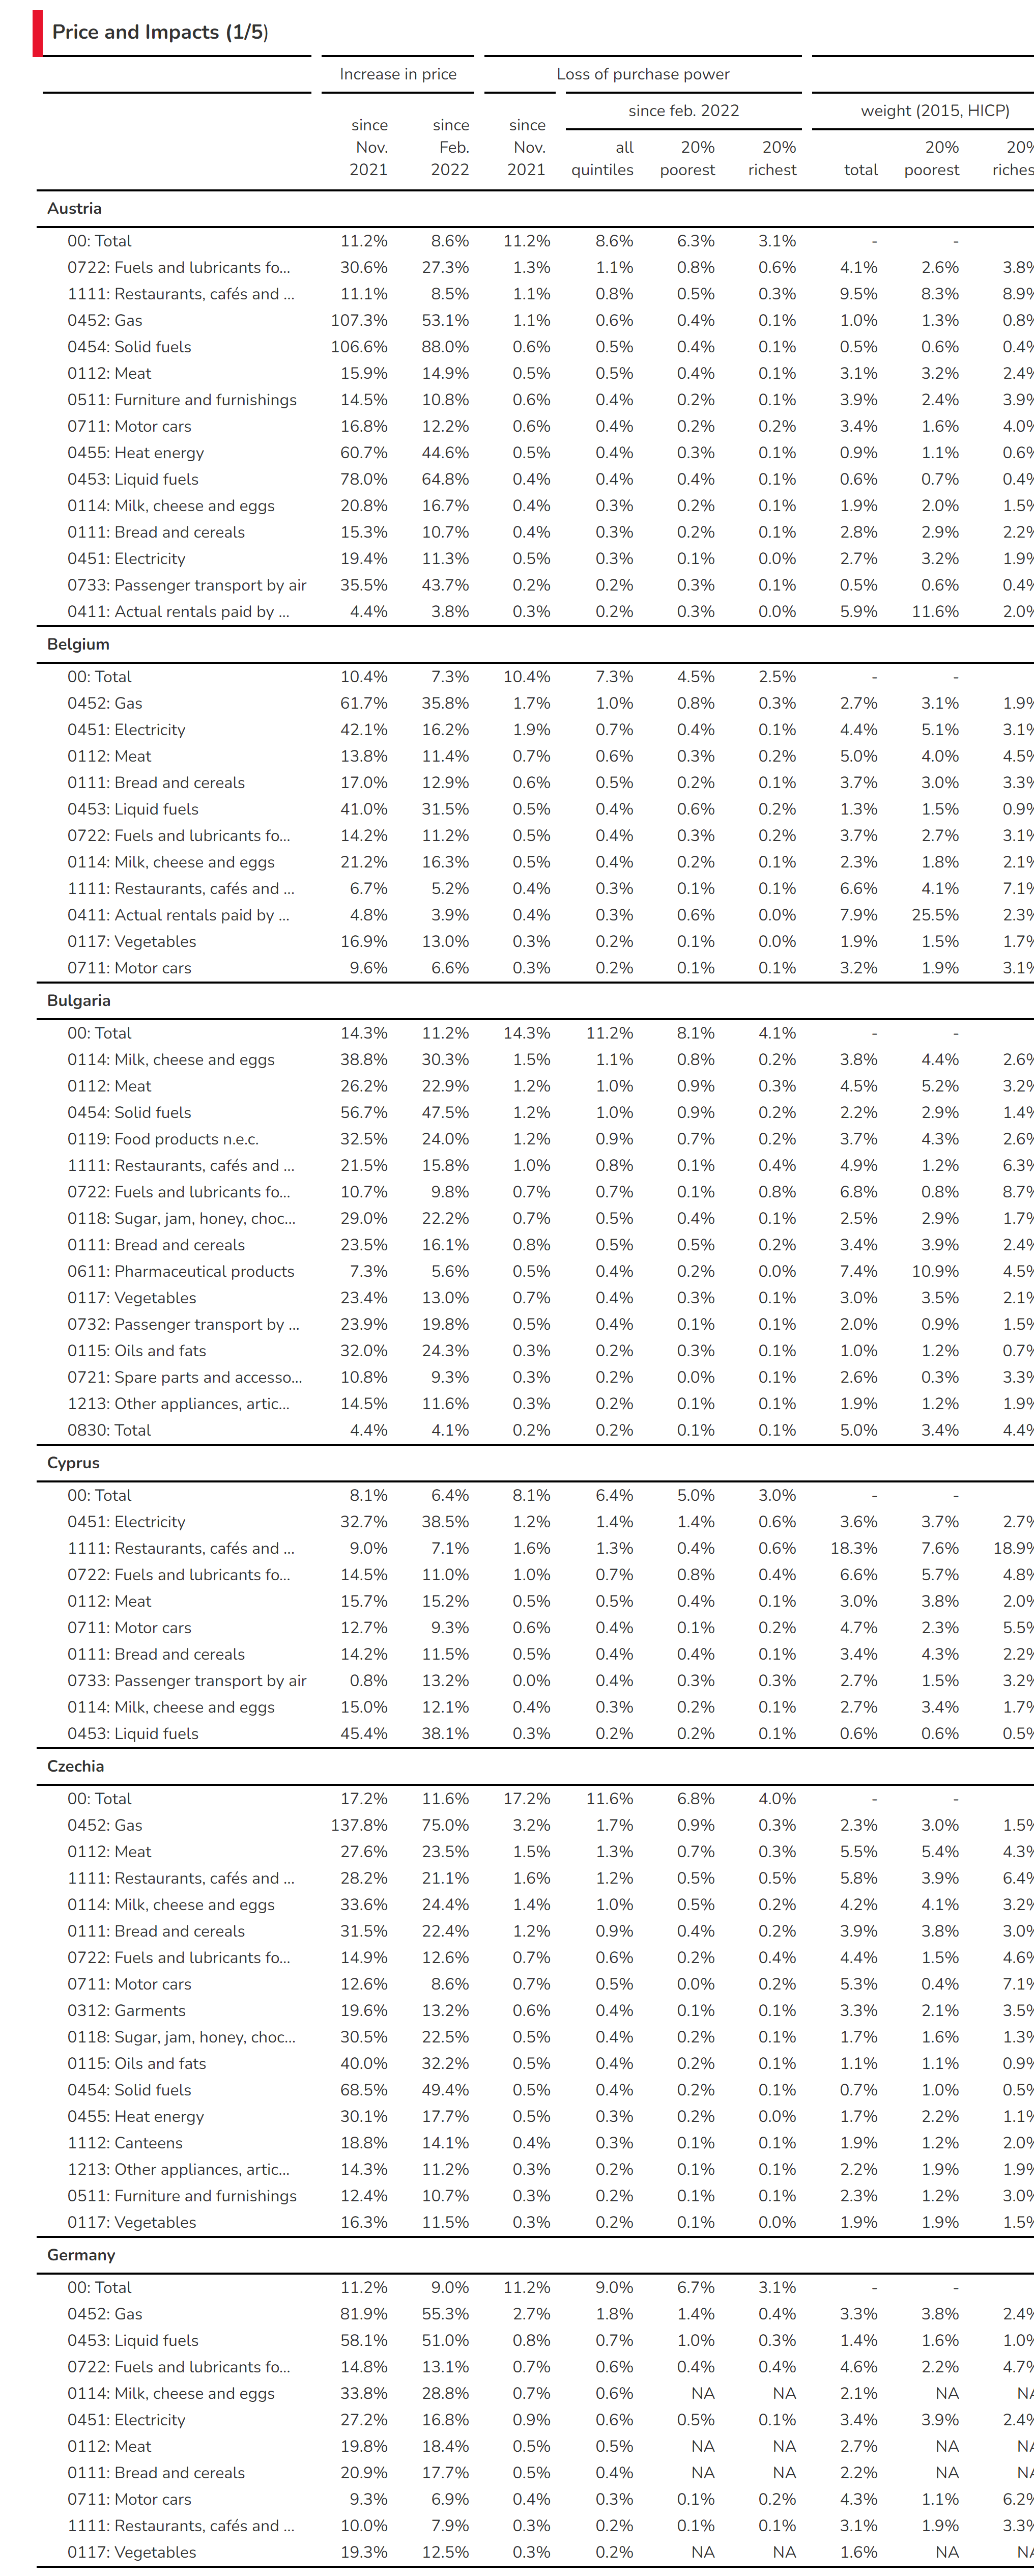 Price and Impacts (1/5)
Increase in price Loss of purchase power
since feb. 2022 weight (2015, HICP)
since Nov. 2021 since Feb. 2022 since Nov. 2021 all quintiles 20% poorest 20% richest total 20% poorest 20% riches
Austria
00: Total 11.2% 8.6% 11.2% 8.6% 6.3% 3.1% - -
0722: Fuels and lubricants fo... 30.6% 27.3% 1.3% 1.1% 0.8% 0.6% 4.1% 2.6% 3.8%
1111: Restaurants, cafés and ... 11.1% 8.5% 1.1% 0.8% 0.5% 0.3% 9.5% 8.3% 8.9%
0452: Gas 107.3% 53.1% 1.1% 0.6% 0.4% 0.1% 1.0% 1.3% 0.8%
0454: Solid fuels 106.6% 88.0% 0.6% 0.5% 0.4% 0.1% 0.5% 0.6% 0.4%
0112: Meat 15.9% 14.9% 0.5% 0.5% 0.4% 0.1% 3.1% 3.2% 2.4%
0511: Furniture and furnishings 14.5% 10.8% 0.6% 0.4% 0.2% 0.1% 3.9% 2.4% 3.9%
0711: Motor cars 16.8% 12.2% 0.6% 0.4% 0.2% 0.2% 3.4% 1.6% 4.0%
0455: Heat energy 60.7% 44.6% 0.5% 0.4% 0.3% 0.1% 0.9% 1.1% 0.6%
0453: Liquid fuels 78.0% 64.8% 0.4% 0.4% 0.4% 0.1% 0.6% 0.7% 0.4%
0114: Milk, cheese and eggs 20.8% 16.7% 0.4% 0.3% 0.2% 0.1% 1.9% 2.0% 1.5%
0111: Bread and cereals 15.3% 10.7% 0.4% 0.3% 0.2% 0.1% 2.8% 2.9% 2.2%
0451: Electricity 19.4% 11.3% 0.5% 0.3% 0.1% 0.0% 2.7% 3.2% 1.9%
0733: Passenger transport by air 35.5% 43.7% 0.2% 0.2% 0.3% 0.1% 0.5% 0.6% 0.4%
0411: Actual rentals paid by ... 4.4% 3.8% 0.3% 0.2% 0.3% 0.0% 5.9% 11.6% 2.0%
Belgium
00: Total 10.4% 7.3% 10.4% 7.3% 4.5% 2.5% - -
0452: Gas 61.7% 35.8% 1.7% 1.0% 0.8% 0.3% 2.7% 3.1% 1.9%
0451: Electricity 42.1% 16.2% 1.9% 0.7% 0.4% 0.1% 4.4% 5.1% 3.1%
0112: Meat 13.8% 11.4% 0.7% 0.6% 0.3% 0.2% 5.0% 4.0% 4.5%
0111: Bread and cereals 17.0% 12.9% 0.6% 0.5% 0.2% 0.1% 3.7% 3.0% 3.3%
0453: Liquid fuels 41.0% 31.5% 0.5% 0.4% 0.6% 0.2% 1.3% 1.5% 0.9%
0722: Fuels and lubricants fo... 14.2% 11.2% 0.5% 0.4% 0.3% 0.2% 3.7% 2.7% 3.1%
0114: Milk, cheese and eggs 21.2% 16.3% 0.5% 0.4% 0.2% 0.1% 2.3% 1.8% 2.1%
1111: Restaurants, cafés and ... 6.7% 5.2% 0.4% 0.3% 0.1% 0.1% 6.6% 4.1% 7.1%
0411: Actual rentals paid by ... 4.8% 3.9% 0.4% 0.3% 0.6% 0.0% 7.9% 25.5% 2.3%
0117: Vegetables 16.9% 13.0% 0.3% 0.2% 0.1% 0.0% 1.9% 1.5% 1.7%
0711: Motor cars 9.6% 6.6% 0.3% 0.2% 0.1% 0.1% 3.2% 1.9% 3.1%
Bulgaria
00: Total 14.3% 11.2% 14.3% 11.2% 8.1% 4.1% - -
0114: Milk, cheese and eggs 38.8% 30.3% 1.5% 1.1% 0.8% 0.2% 3.8% 4.4% 2.6%
0112: Meat 26.2% 22.9% 1.2% 1.0% 0.9% 0.3% 4.5% 5.2% 3.2%
0454: Solid fuels 56.7% 47.5% 1.2% 1.0% 0.9% 0.2% 2.2% 2.9% 1.4%
0119: Food products n.e.c. 32.5% 24.0% 1.2% 0.9% 0.7% 0.2% 3.7% 4.3% 2.6%
1111: Restaurants, cafés and ... 21.5% 15.8% 1.0% 0.8% 0.1% 0.4% 4.9% 1.2% 6.3%
0722: Fuels and lubricants fo... 10.7% 9.8% 0.7% 0.7% 0.1% 0.8% 6.8% 0.8% 8.7%
0118: Sugar, jam, honey, choc... 29.0% 22.2% 0.7% 0.5% 0.4% 0.1% 2.5% 2.9% 1.7%
0111: Bread and cereals 23.5% 16.1% 0.8% 0.5% 0.5% 0.2% 3.4% 3.9% 2.4%
0611: Pharmaceutical products 7.3% 5.6% 0.5% 0.4% 0.2% 0.0% 7.4% 10.9% 4.5%
0117: Vegetables 23.4% 13.0% 0.7% 0.4% 0.3% 0.1% 3.0% 3.5% 2.1%
0732: Passenger transport by ... 23.9% 19.8% 0.5% 0.4% 0.1% 0.1% 2.0% 0.9% 1.5%
0115: Oils and fats 32.0% 24.3% 0.3% 0.2% 0.3% 0.1% 1.0% 1.2% 0.7%
0721: Spare parts and accesso... 10.8% 9.3% 0.3% 0.2% 0.0% 0.1% 2.6% 0.3% 3.3%
1213: Other appliances, artic... 14.5% 11.6% 0.3% 0.2% 0.1% 0.1% 1.9% 1.2% 1.9%
0830: Total 4.4% 4.1% 0.2% 0.2% 0.1% 0.1% 5.0% 3.4% 4.4%
Cyprus
00: Total 8.1% 6.4% 8.1% 6.4% 5.0% 3.0% - -
0451: Electricity 32.7% 38.5% 1.2% 1.4% 1.4% 0.6% 3.6% 3.7% 2.7%
1111: Restaurants, cafés and ... 9.0% 7.1% 1.6% 1.3% 0.4% 0.6% 18.3% 7.6% 18.9%
0722: Fuels and lubricants fo... 14.5% 11.0% 1.0% 0.7% 0.8% 0.4% 6.6% 5.7% 4.8%
0112: Meat 15.7% 15.2% 0.5% 0.5% 0.4% 0.1% 3.0% 3.8% 2.0%
0711: Motor cars 12.7% 9.3% 0.6% 0.4% 0.1% 0.2% 4.7% 2.3% 5.5%
0111: Bread and cereals 14.2% 11.5% 0.5% 0.4% 0.4% 0.1% 3.4% 4.3% 2.2%
0733: Passenger transport by air 0.8% 13.2% 0.0% 0.4% 0.3% 0.3% 2.7% 1.5% 3.2%
0114: Milk, cheese and eggs 15.0% 12.1% 0.4% 0.3% 0.2% 0.1% 2.7% 3.4% 1.7%
0453: Liquid fuels 45.4% 38.1% 0.3% 0.2% 0.2% 0.1% 0.6% 0.6% 0.5%
Czechia
00: Total 17.2% 11.6% 17.2% 11.6% 6.8% 4.0% - -
0452: Gas 137.8% 75.0% 3.2% 1.7% 0.9% 0.3% 2.3% 3.0% 1.5%
0112: Meat 27.6% 23.5% 1.5% 1.3% 0.7% 0.3% 5.5% 5.4% 4.3%
1111: Restaurants, cafés and ... 28.2% 21.1% 1.6% 1.2% 0.5% 0.5% 5.8% 3.9% 6.4%
0114: Milk, cheese and eggs 33.6% 24.4% 1.4% 1.0% 0.5% 0.2% 4.2% 4.1% 3.2%
0111: Bread and cereals 31.5% 22.4% 1.2% 0.9% 0.4% 0.2% 3.9% 3.8% 3.0%
0722: Fuels and lubricants fo... 14.9% 12.6% 0.7% 0.6% 0.2% 0.4% 4.4% 1.5% 4.6%
0711: Motor cars 12.6% 8.6% 0.7% 0.5% 0.0% 0.2% 5.3% 0.4% 7.1%
0312: Garments 19.6% 13.2% 0.6% 0.4% 0.1% 0.1% 3.3% 2.1% 3.5%
0118: Sugar, jam, honey, choc... 30.5% 22.5% 0.5% 0.4% 0.2% 0.1% 1.7% 1.6% 1.3%
0115: Oils and fats 40.0% 32.2% 0.5% 0.4% 0.2% 0.1% 1.1% 1.1% 0.9%
0454: Solid fuels 68.5% 49.4% 0.5% 0.4% 0.2% 0.1% 0.7% 1.0% 0.5%
0455: Heat energy 30.1% 17.7% 0.5% 0.3% 0.2% 0.0% 1.7% 2.2% 1.1%
1112: Canteens 18.8% 14.1% 0.4% 0.3% 0.1% 0.1% 1.9% 1.2% 2.0%
1213: Other appliances, artic... 14.3% 11.2% 0.3% 0.2% 0.1% 0.1% 2.2% 1.9% 1.9%
0511: Furniture and furnishings 12.4% 10.7% 0.3% 0.2% 0.1% 0.1% 2.3% 1.2% 3.0%
0117: Vegetables 16.3% 11.5% 0.3% 0.2% 0.1% 0.0% 1.9% 1.9% 1.5%
Germany
00: Total 11.2% 9.0% 11.2% 9.0% 6.7% 3.1% - -
0452: Gas 81.9% 55.3% 2.7% 1.8% 1.4% 0.4% 3.3% 3.8% 2.4%
0453: Liquid fuels 58.1% 51.0% 0.8% 0.7% 1.0% 0.3% 1.4% 1.6% 1.0%
0722: Fuels and lubricants fo... 14.8% 13.1% 0.7% 0.6% 0.4% 0.4% 4.6% 2.2% 4.7%
0114: Milk, cheese and eggs 33.8% 28.8% 0.7% 0.6% NA NA 2.1% NA NA
0451: Electricity 27.2% 16.8% 0.9% 0.6% 0.5% 0.1% 3.4% 3.9% 2.4%
0112: Meat 19.8% 18.4% 0.5% 0.5% NA NA 2.7% NA NA
0111: Bread and cereals 20.9% 17.7% 0.5% 0.4% NA NA 2.2% NA NA
0711: Motor cars 9.3% 6.9% 0.4% 0.3% 0.1% 0.2% 4.3% 1.1% 6.2%
1111: Restaurants, cafés and ... 10.0% 7.9% 0.3% 0.2% 0.1% 0.1% 3.1% 1.9% 3.3%
0117: Vegetables 19.3% 12.5% 0.3% 0.2% NA NA 1.6% NA NA